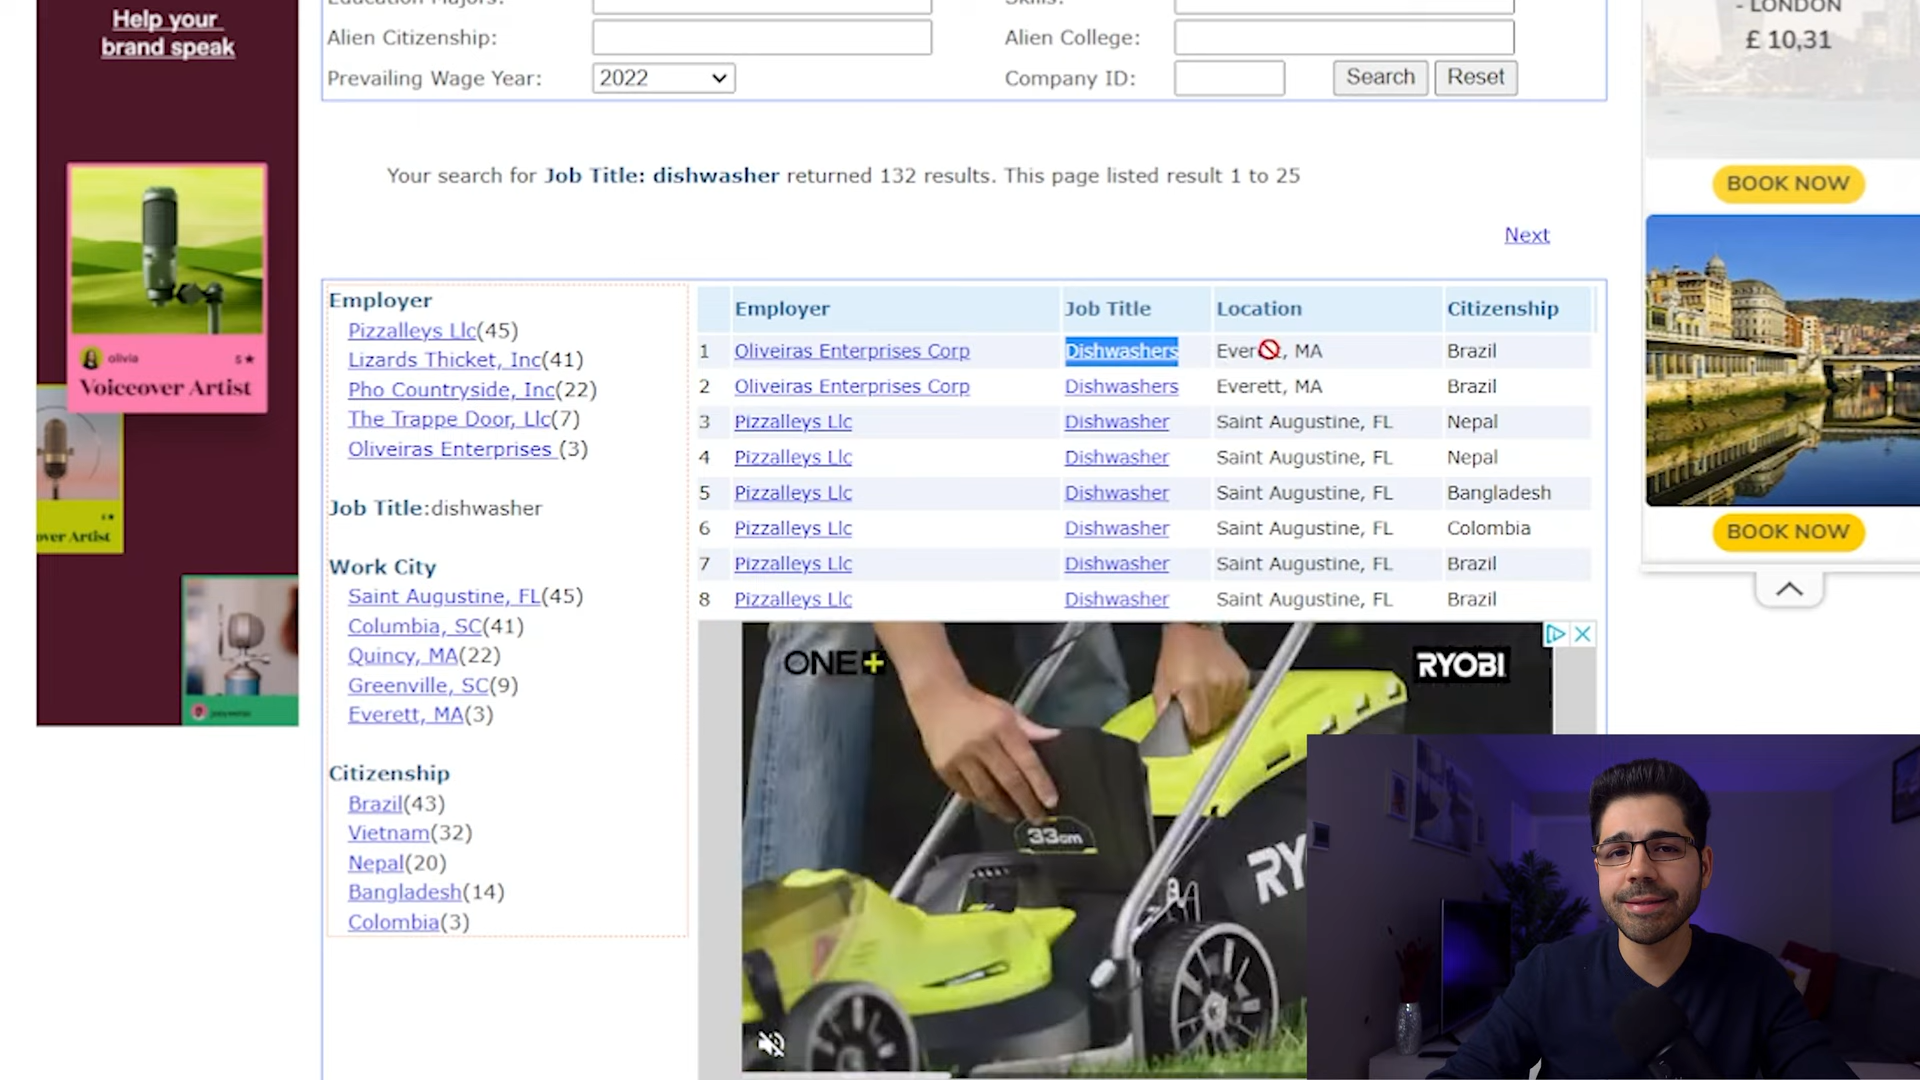 Help your
brand speak
olivia 5★
Voiceover Artist
over Artist
Alien Citizenship:
Alien College:
Prevailing Wage Year: 2022
Company ID: Search Reset
Your search for Job Title: dishwasher returned 132 results. This page listed result 1 to 25
Next
Employer
Pizzalleys Llc(45)
Lizards Thicket, Inc(41)
Pho Countryside, Inc(22)
The Trappe Door, Llc(7)
Oliveiras Enterprises (3)
Job Title:dishwasher
Work City
Saint Augustine, FL(45)
Columbia, SC(41)
Quincy, MA(22)
Greenville, SC(9)
Everett, MA(3)
Citizenship
Brazil(43)
Vietnam(32)
Nepal(20)
Bangladesh(14)
Colombia(3)
Employer Job Title Location Citizenship
1 Oliveiras Enterprises Corp Dishwashers Everett, MA Brazil
2 Oliveiras Enterprises Corp Dishwashers Everett, MA Brazil
3 Pizzalleys Llc Dishwasher Saint Augustine, FL Nepal
4 Pizzalleys Llc Dishwasher Saint Augustine, FL Nepal
5 Pizzalleys Llc Dishwasher Saint Augustine, FL Bangladesh
6 Pizzalleys Llc Dishwasher Saint Augustine, FL Colombia
7 Pizzalleys Llc Dishwasher Saint Augustine, FL Brazil
8 Pizzalleys Llc Dishwasher Saint Augustine, FL Brazil
ONE+
RYOBI
33cm
RY
- LONDON
£ 10,31
BOOK NOW
BOOK NOW